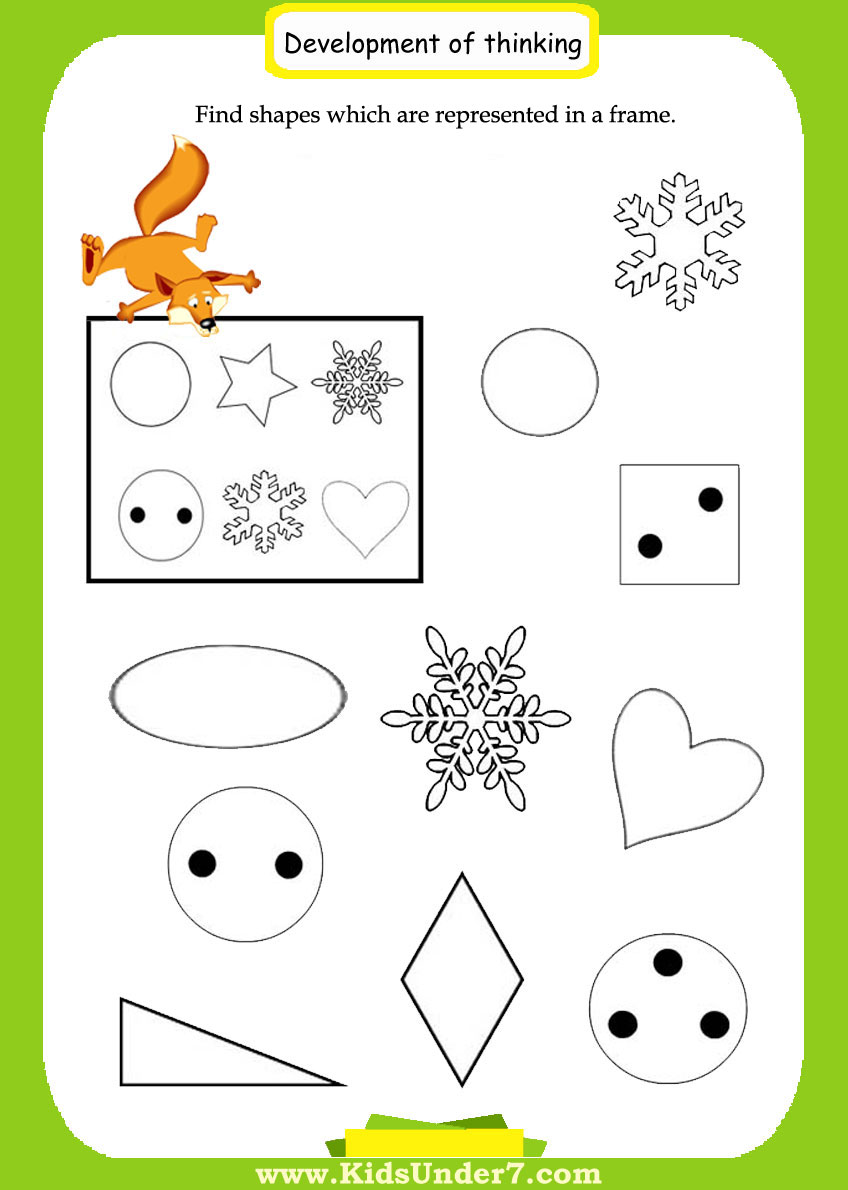 Development of thinking
Find shapes which are represented in a frame.
www.KidsUnder7.com